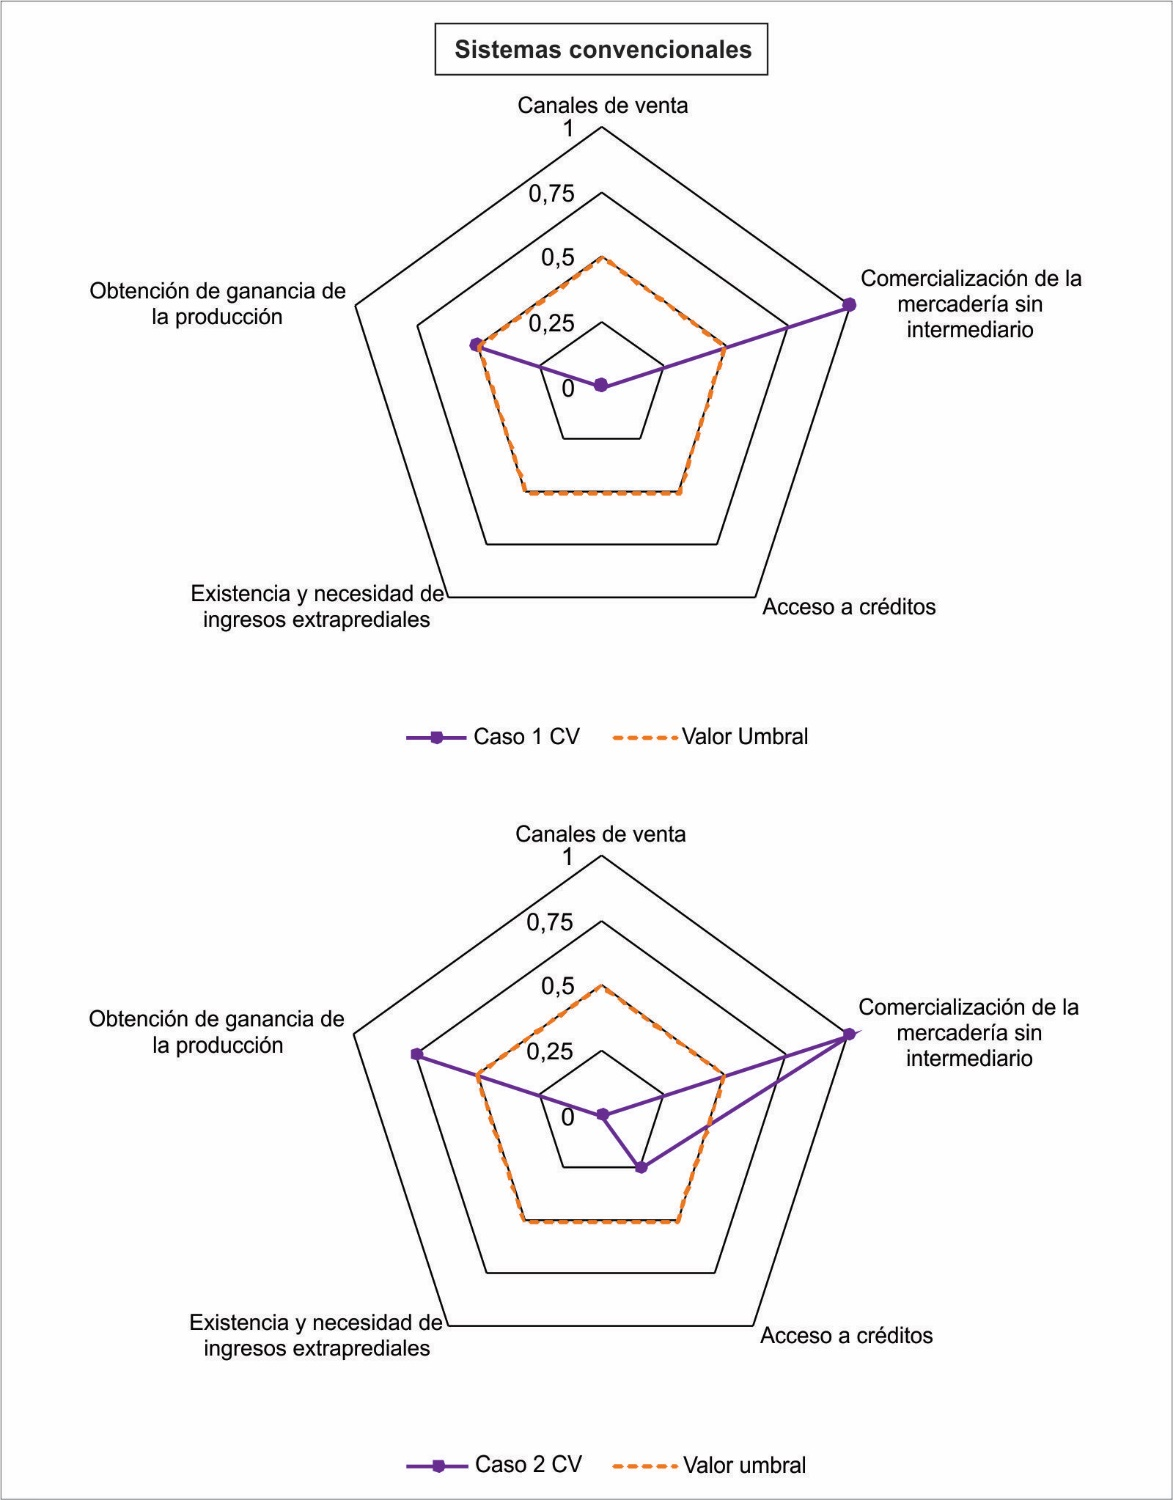 Sistemas convencionales
Canales de venta
1
0,75
0,5
0,25
0
Comercialización de la
mercadería sin
intermediario
Obtención de ganancia de
la producción
Existencia y necesidad de
ingresos extraprediales
Acceso a créditos
Caso 1 CV
Valor Umbral
Canales de venta
1
0,75
0,5
0,25
0
Comercialización de la
mercadería sin
intermediario
Obtención de ganancia de
la producción
Existencia y necesidad de
ingresos extraprediales
Acceso a créditos
Caso 2 CV
Valor umbral